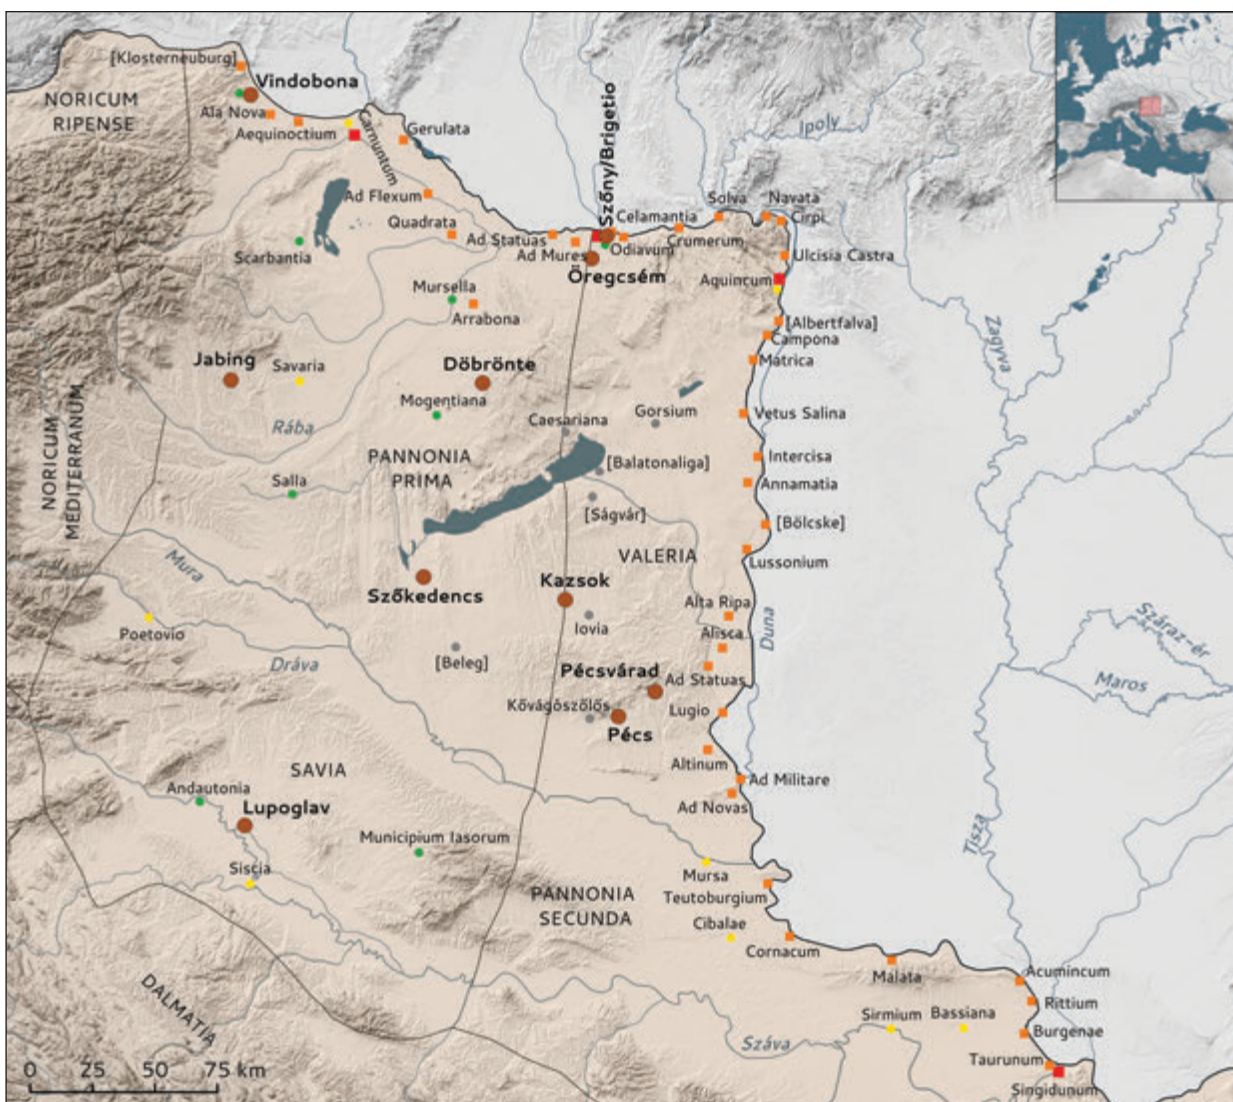 [Klosterneuburg]
Vindobona
NORICUM
RIPENSE
Ala Nova
Aequinoctium
Carnuntum
Gerulata
Ipoly
Szőny/Brigetio
Ad Flexum
Quadrata
Ad Statuas
Ad Mures
Celamantia
Odiavum
Crumerum
Solva
Navata
Cirpi
Ulcisia Castra
Scarbantia
Öregcsém
Aquincum
Mursella
Arrabona
[Albertfalva]
Campona
Matrica
Zagyva
Jabing
Savaria
Döbrönte
Mogentiana
Caesariana
Gorsium
Vetus Salina
Rába
NORICUM
MEDITERRANUM
PANNONIA
PRIMA
[Balatonaliga]
Intercisa
Salla
Annamatia
[Ságvár]
[Bölcske]
VALERIA
Lussonium
Mura
Szőkedencs
Kazsok
Alta Ripa
Iovia
Alisca
Duna
Száraz-ér
Poetovio
Dráva
[Beleg]
Pécsvárad
Ad Statuas
Maros
Kővágószőlős
Lugio
Pécs
Altinum
SAVIA
Ad Militare
Andautonia
Lupoglav
Ad Novas
Municipium Iasorum
Tisza
Siscia
Mursa
PANNONIA
SECUNDA
Teutoburgium
Cibalae
Cornacum
Malata
Acumincum
DALMATIA
Rittium
Sirmium
Bassiana
Burgenae
Száva
Taurunum
Singidunum
0 25 50 75 km